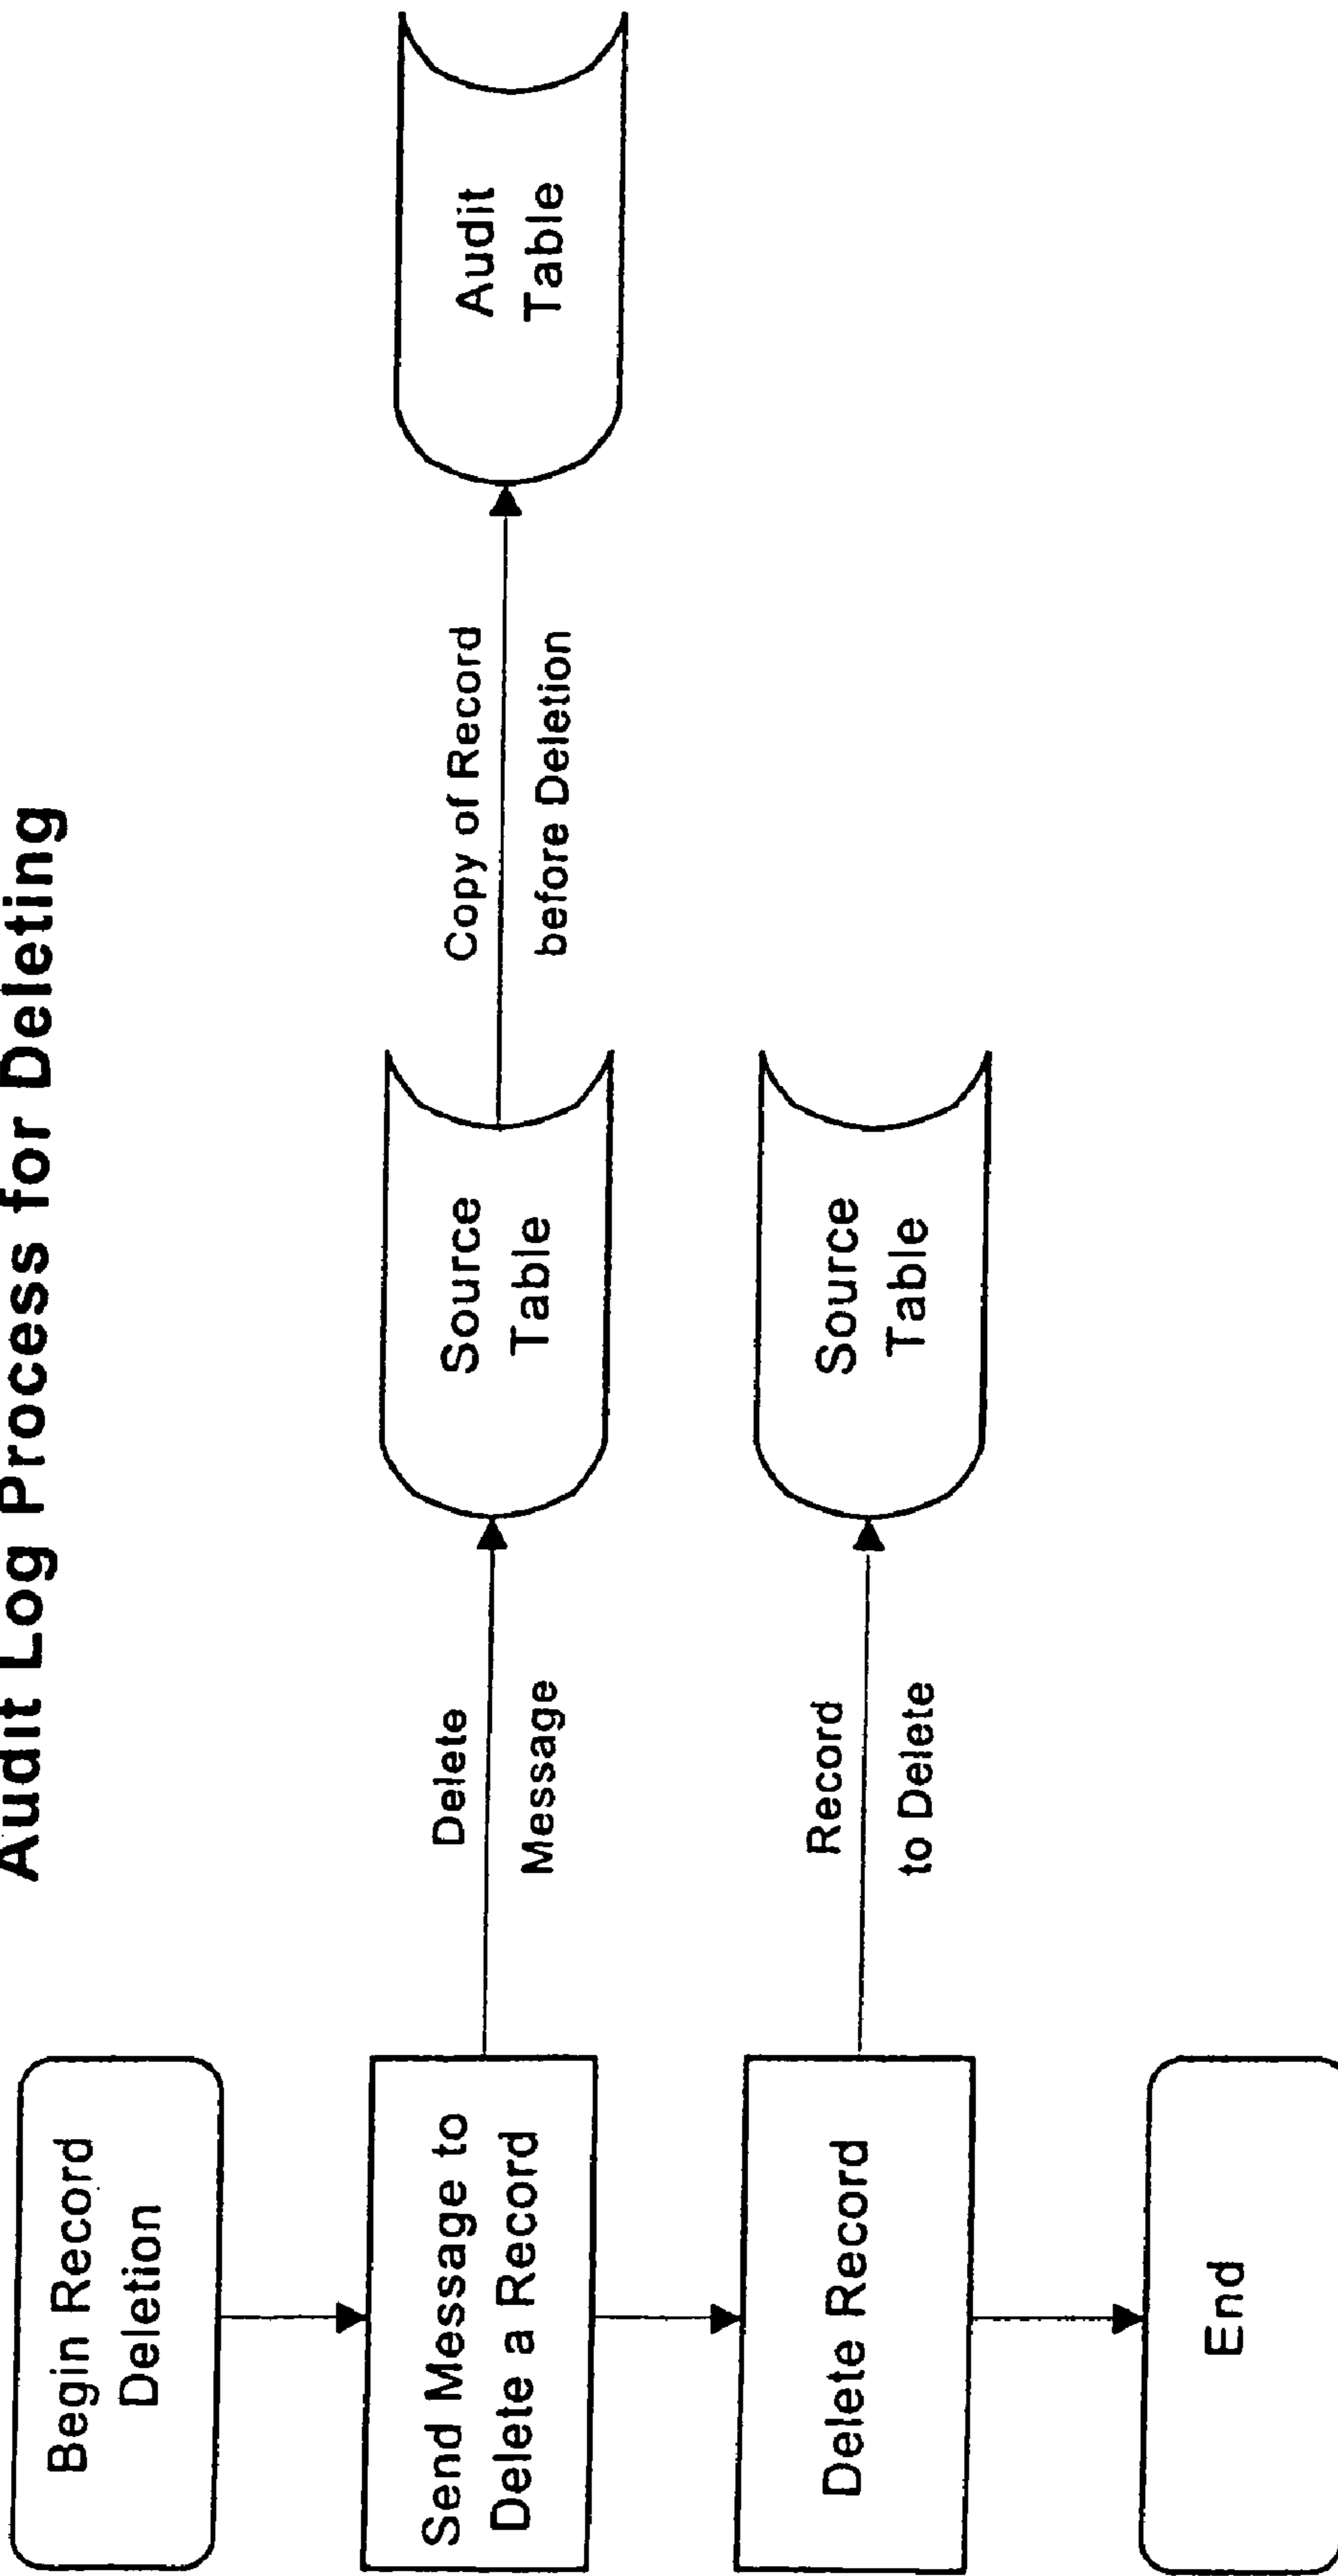 Audit Log Process for Deleting
Begin Record
Deletion
Send Message to
Delete a Record
Delete
Message
Source
Table
Copy of Record
before Deletion
Audit
Table
Delete Record
Record
to Delete
Source
Table
End